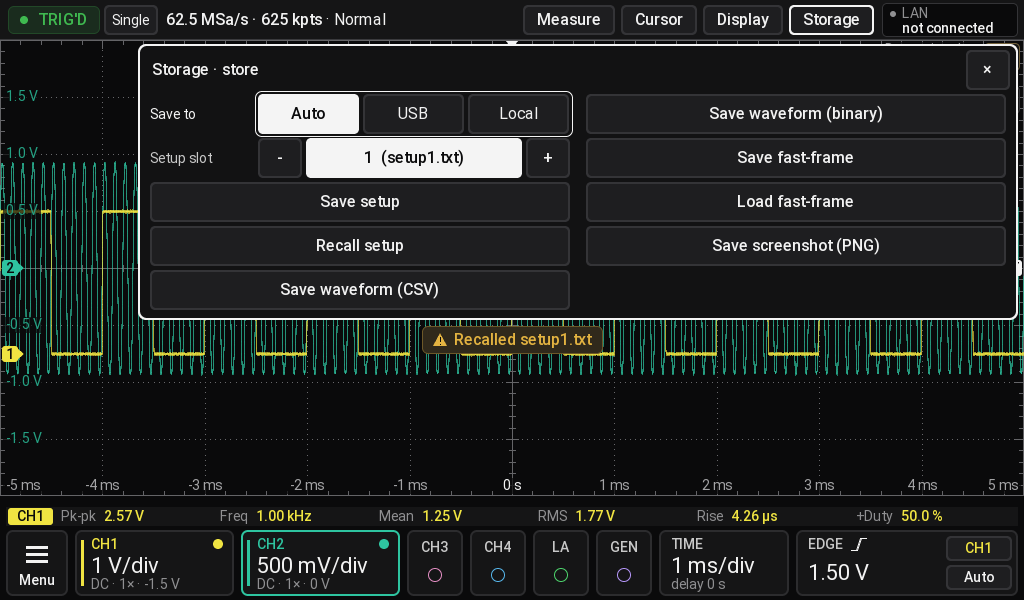 TRIG'D
Single
62.5 MSa/s · 625 kpts · Normal
Measure
Cursor
Display
Storage
LAN
not connected
Storage · store
×
Save to
Auto
USB
Local
Save waveform (binary)
Setup slot
-
1 (setup1.txt)
+
Save fast-frame
Save setup
Load fast-frame
Recall setup
Save screenshot (PNG)
Save waveform (CSV)
1.5 V
1.0 V
0.5 V
2
-0.5 V
Recalled setup1.txt
1
-1.0 V
-1.5 V
-5 ms
-4 ms
-3 ms
-2 ms
-1 ms
0 s
1 ms
2 ms
3 ms
4 ms
5 ms
CH1
Pk-pk 2.57 V
Freq 1.00 kHz
Mean 1.25 V
RMS 1.77 V
Rise 4.26 µs
+Duty 50.0 %
Menu
CH1
1 V/div
DC · 1× · -1.5 V
CH2
500 mV/div
DC · 1× · 0 V
CH3
CH4
LA
GEN
TIME
1 ms/div
delay 0 s
EDGE
1.50 V
CH1
Auto